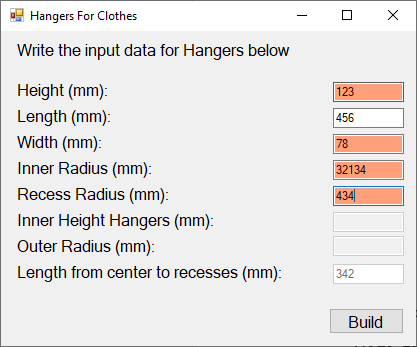 Hangers For Clothes
Write the input data for Hangers below
Height (mm): 123
Length (mm): 456
Width (mm): 78
Inner Radius (mm): 32134
Recess Radius (mm): 434
Inner Height Hangers (mm):
Outer Radius (mm):
Length from center to recesses (mm): 342
Build